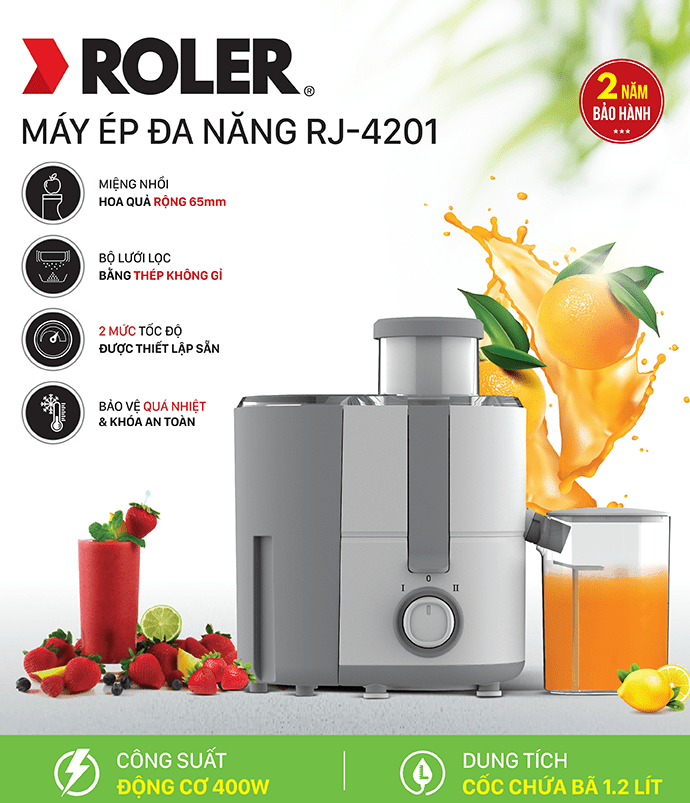 ROLER®
MÁY ÉP ĐA NĂNG RJ-4201
2 NĂM
BẢO HÀNH
MIỆNG NHỒI
HOA QUẢ RỘNG 65mm
BỘ LƯỚI LỌC
BẰNG THÉP KHÔNG GỈ
2 MỨC TỐC ĐỘ
ĐƯỢC THIẾT LẬP SẴN
BẢO VỆ QUÁ NHIỆT
& KHÓA AN TOÀN
I 0 II
CÔNG SUẤT
ĐỘNG CƠ 400W
L
DUNG TÍCH
CỐC CHỨA BÃ 1.2 LÍT